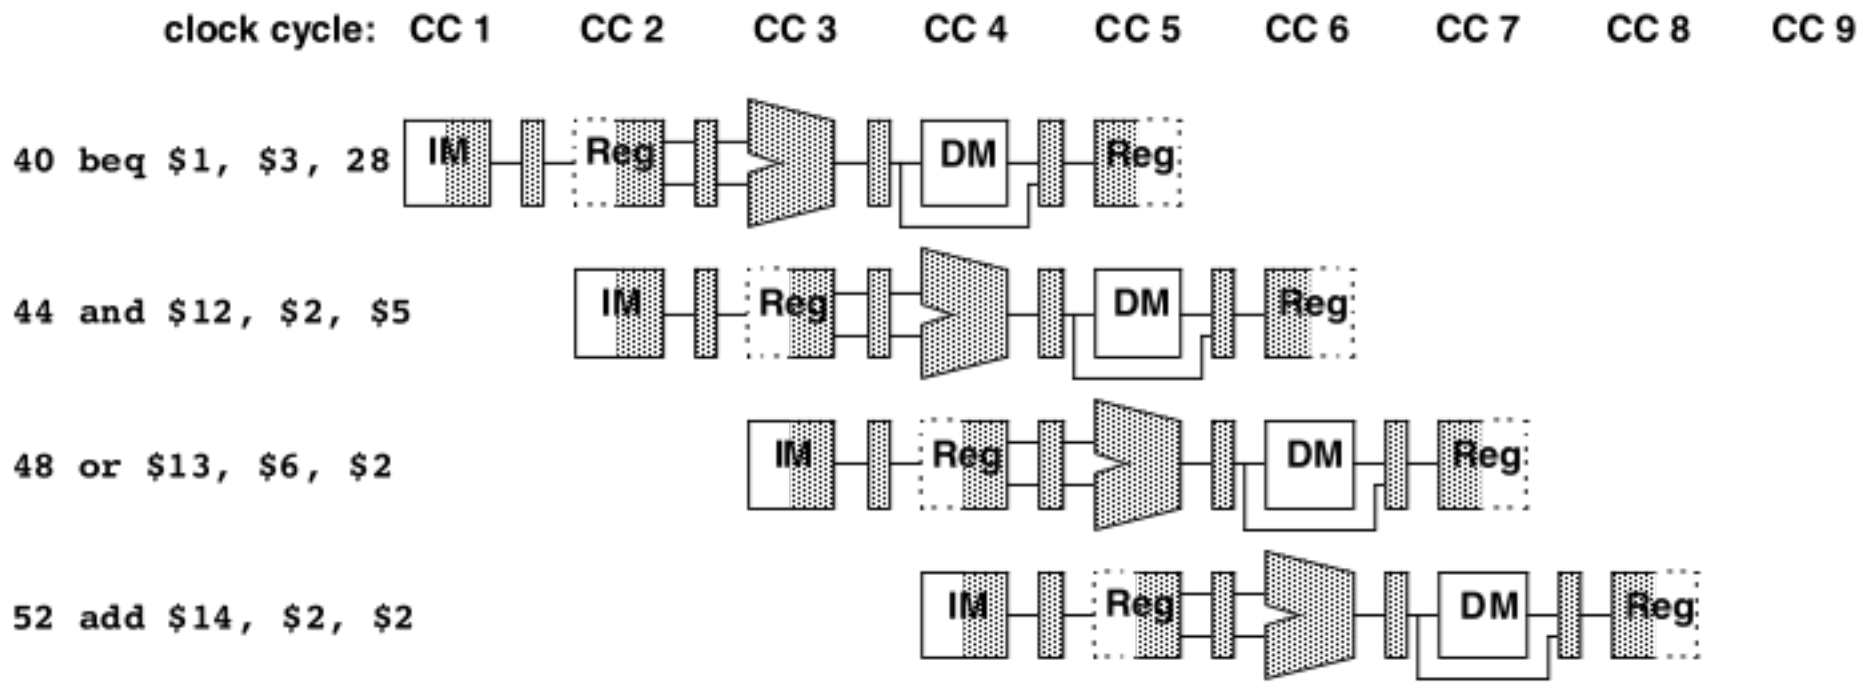 clock cycle: CC 1 CC 2 CC 3 CC 4 CC 5 CC 6 CC 7 CC 8 CC 9
40 beq $1, $3, 28 IM Reg DM Reg
44 and $12, $2, $5 IM Reg DM Reg
48 or $13, $6, $2 IM Reg DM Reg
52 add $14, $2, $2 IM Reg DM Reg